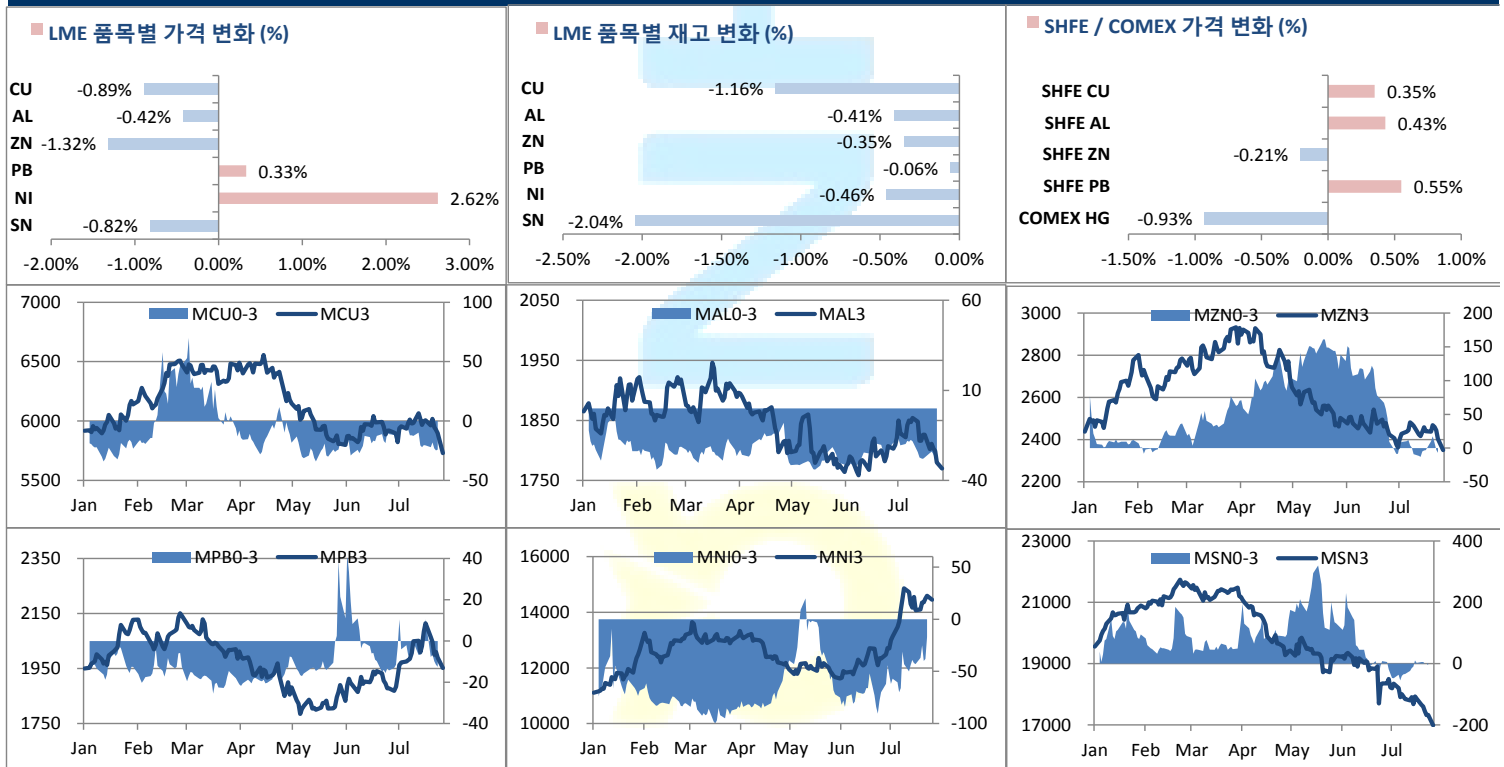 LME 품목별 가격 변화 (%)
CU -0.89%
AL -0.42%
ZN -1.32%
PB 0.33%
NI 2.62%
SN -0.82%
-2.00% -1.00% 0.00% 1.00% 2.00% 3.00%
LME 품목별 재고 변화 (%)
CU -1.16%
AL -0.41%
ZN -0.35%
PB -0.06%
NI -0.46%
SN -2.04%
-2.50% -2.00% -1.50% -1.00% -0.50% 0.00%
SHFE / COMEX 가격 변화 (%)
SHFE CU 0.35%
SHFE AL 0.43%
SHFE ZN -0.21%
SHFE PB 0.55%
COMEX HG -0.93%
-1.50% -1.00% -0.50% 0.00% 0.50% 1.00%
MCU0-3 MCU3
7000 100
6500 50
6000 0
5500 -50
Jan Feb Mar Apr May Jun Jul
MAL0-3 MAL3
2050 60
1950 10
1850
1750 -40
Jan Feb Mar Apr May Jun Jul
MZN0-3 MZN3
3000 200
2800 150
100
2600 50
2400 0
2200 -50
Jan Feb Mar Apr May Jun Jul
MPB0-3 MPB3
2350 40
2150 20
0
1950 -20
1750 -40
Jan Feb Mar Apr May Jun Jul
MNI0-3 MNI3
16000 50
14000 0
12000 -50
10000 -100
Jan Feb Mar Apr May Jun Jul
MSN0-3 MSN3
23000 400
21000 200
19000 0
17000 -200
Jan Feb Mar Apr May Jun Jul